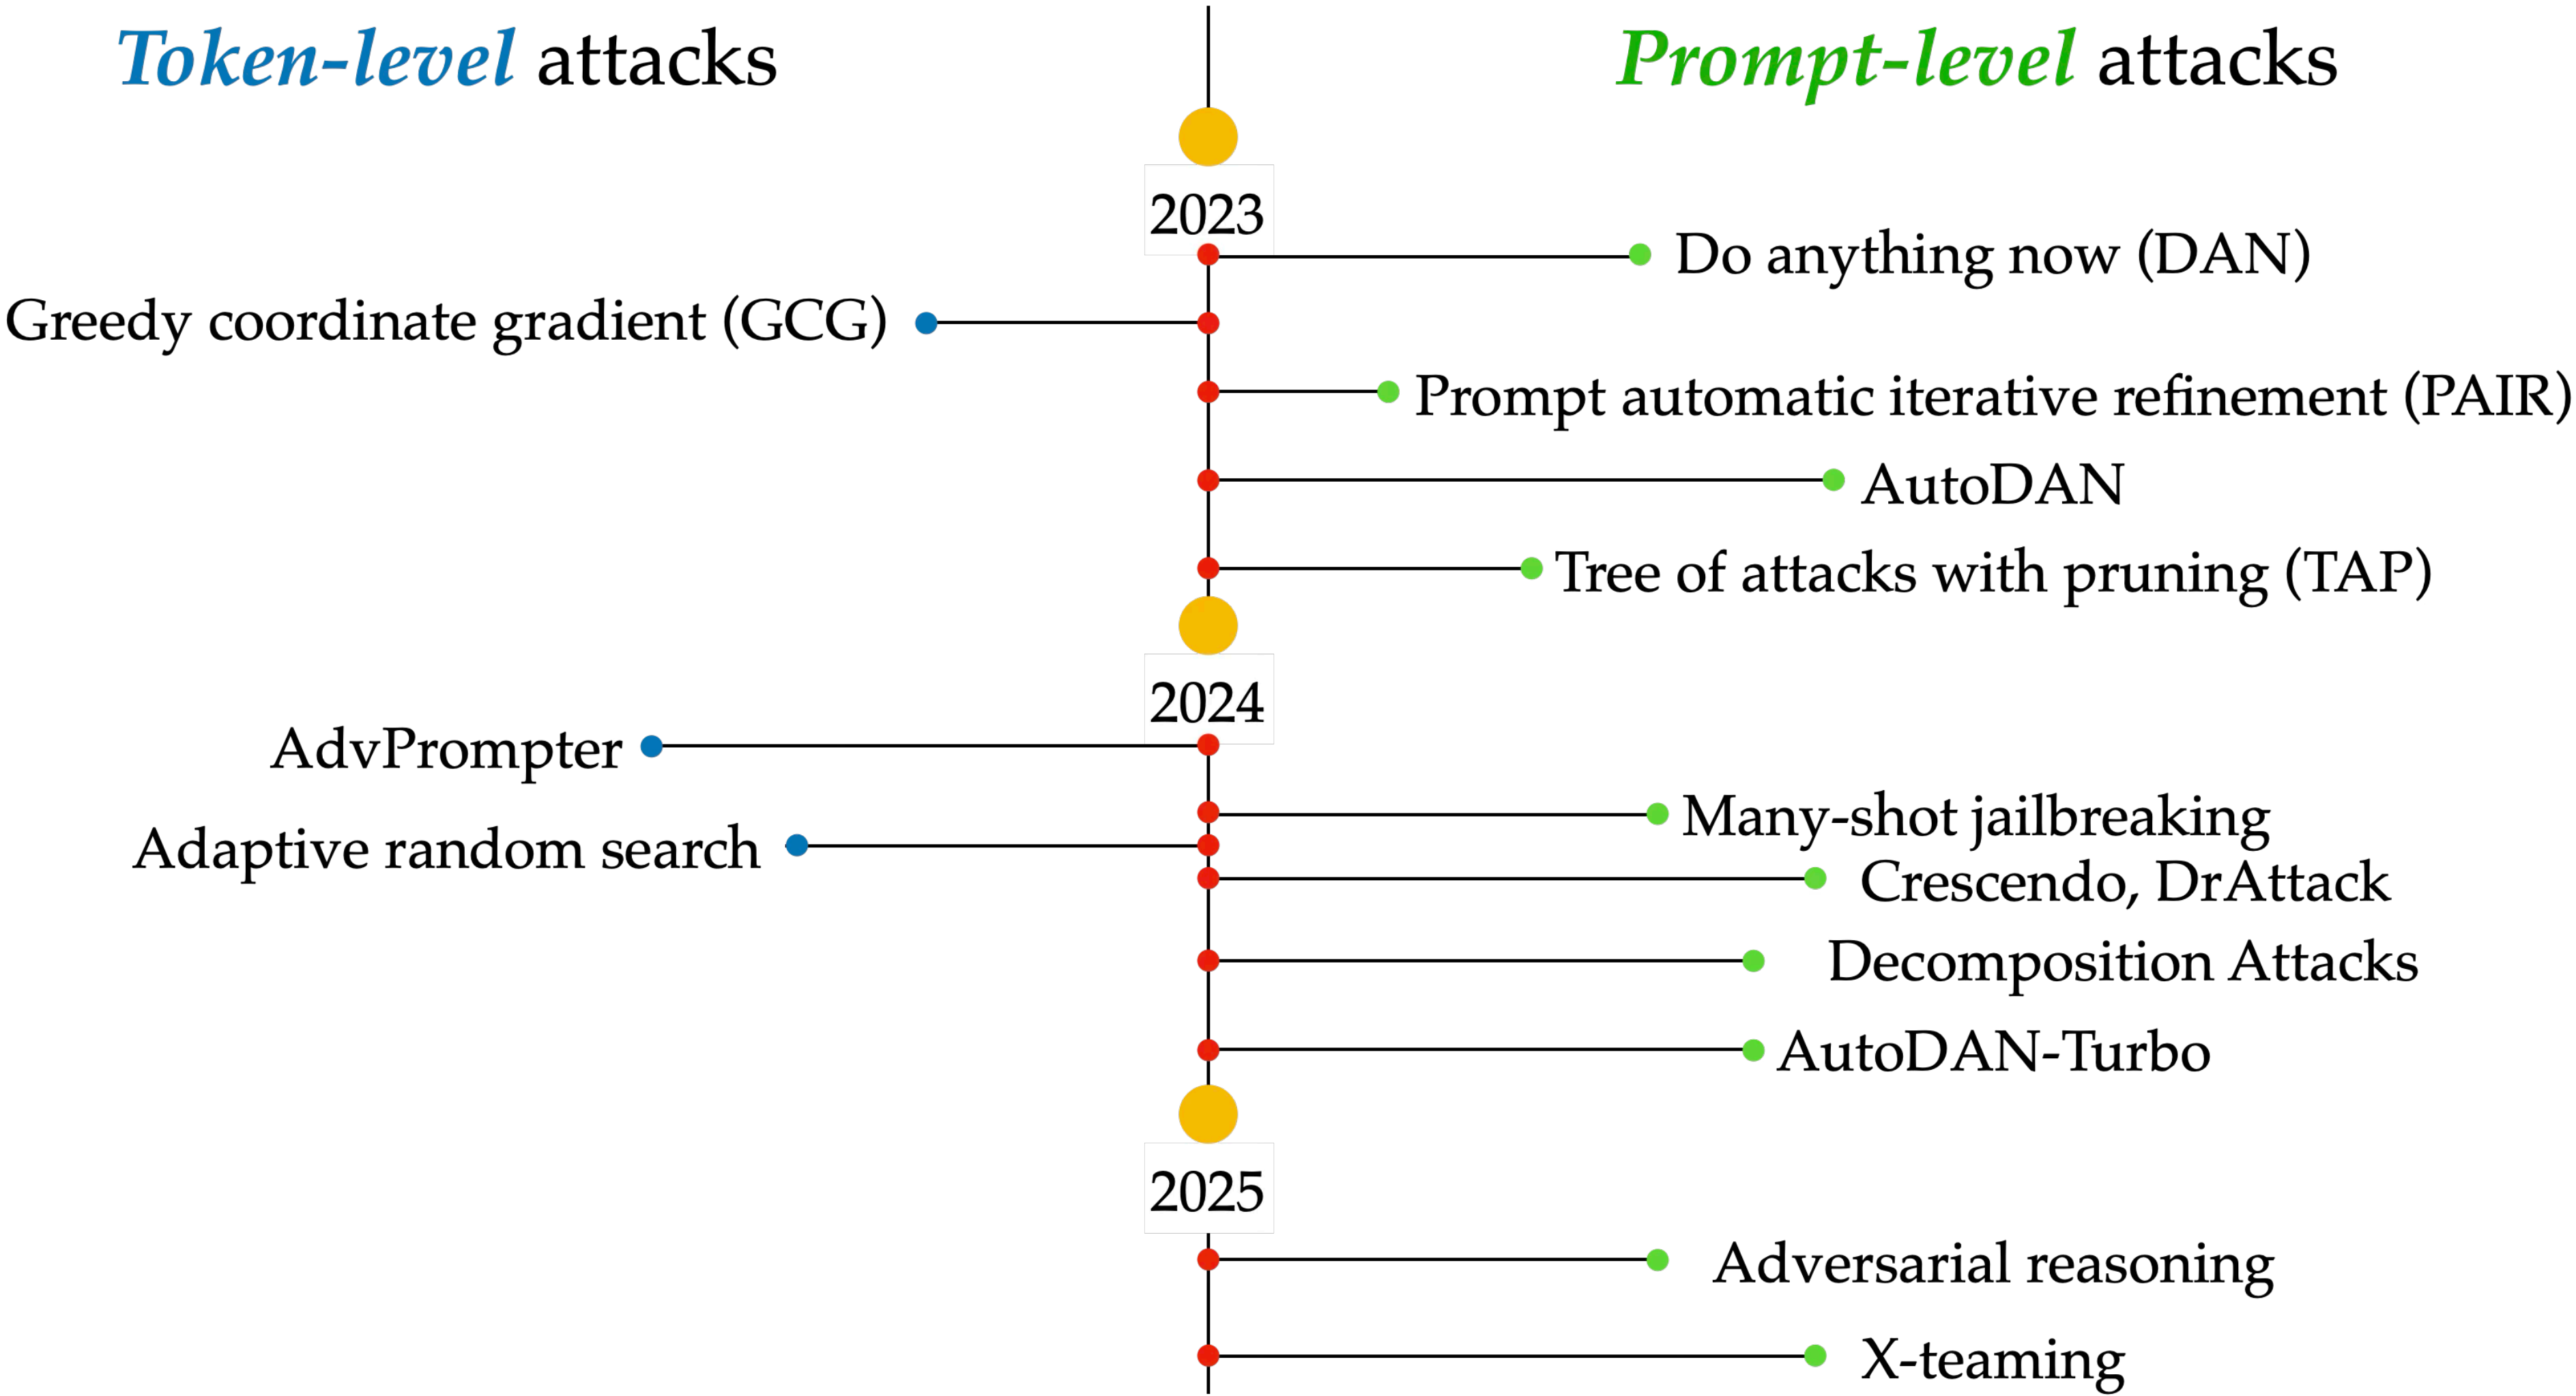 Token-level attacks
Prompt-level attacks
2023
Do anything now (DAN)
Greedy coordinate gradient (GCG)
Prompt automatic iterative refinement (PAIR)
AutoDAN
Tree of attacks with pruning (TAP)
2024
AdvPrompter
Many-shot jailbreaking
Adaptive random search
Crescendo, DrAttack
Decomposition Attacks
AutoDAN-Turbo
2025
Adversarial reasoning
X-teaming